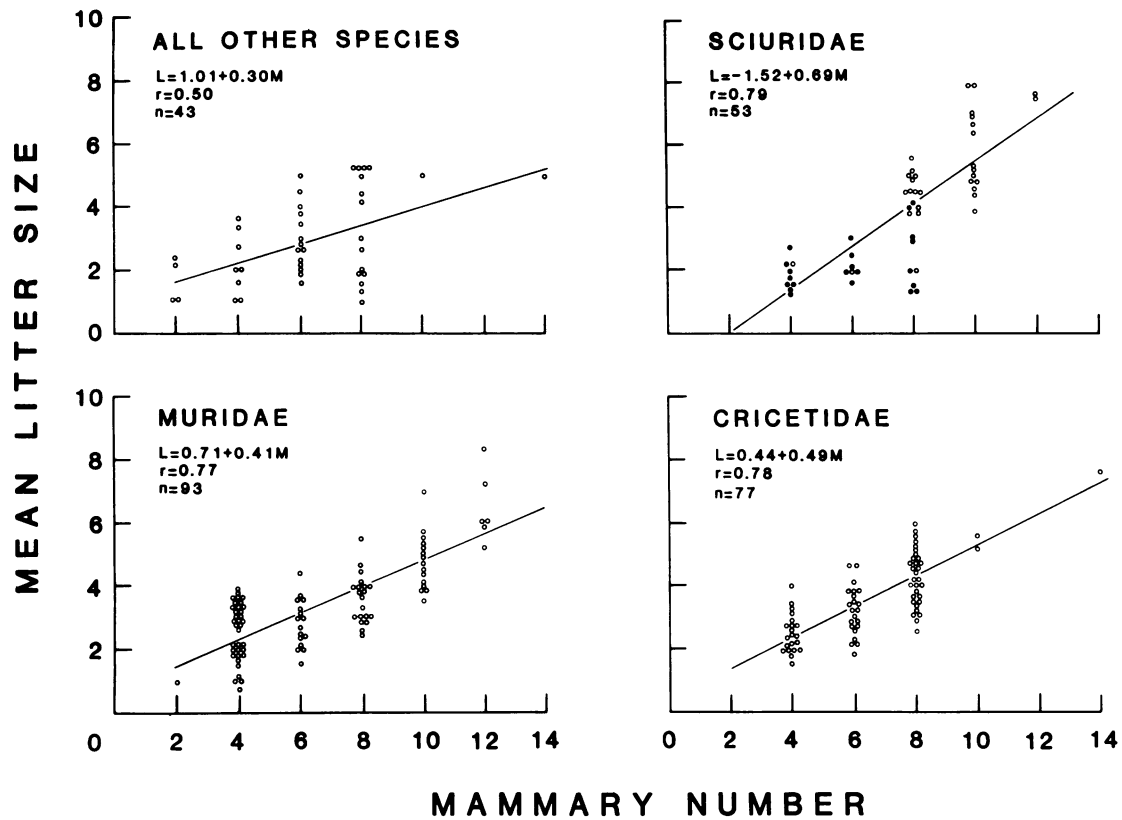 MEAN LITTER SIZE
10
8
6
4
2
0
ALL OTHER SPECIES
L=1.01+0.30M
r=0.50
n=43
SCIURIDAE
L=-1.52+0.69M
r=0.79
n=53
10
8
6
4
2
0
MURIDAE
L=0.71+0.41M
r=0.77
n=93
2 4 6 8 10 12 14
CRICETIDAE
L=0.44+0.49M
r=0.78
n=77
0 2 4 6 8 10 12 14
MAMMARY NUMBER